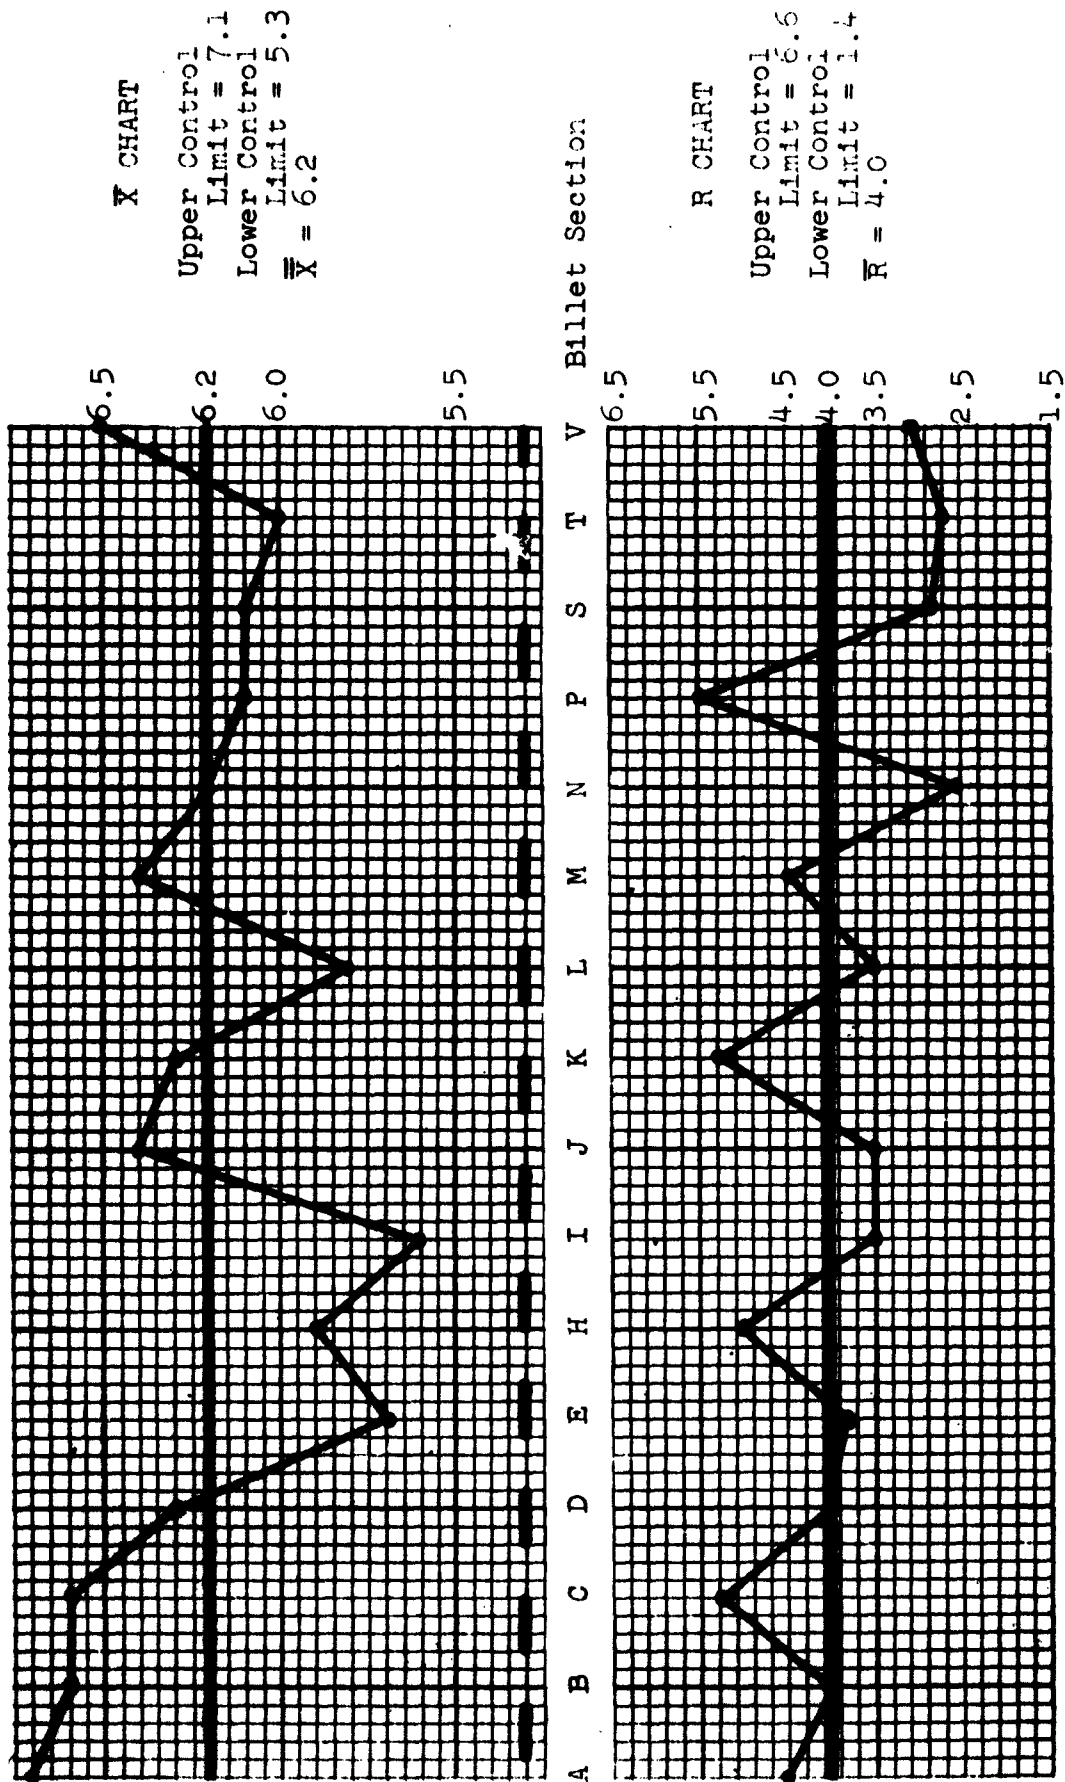 X̄ CHART
Upper Control
Limit = 7.1
Lower Control
Limit = 5.3
X̿ = 6.2
6.5
6.2
6.0
5.5
A B C D E H I J K L M N P S T V Billet Section
R CHART
Upper Control
Limit = 6.6
Lower Control
Limit = 1.4
R̄ = 4.0
6.5
5.5
4.5
4.0
3.5
2.5
1.5